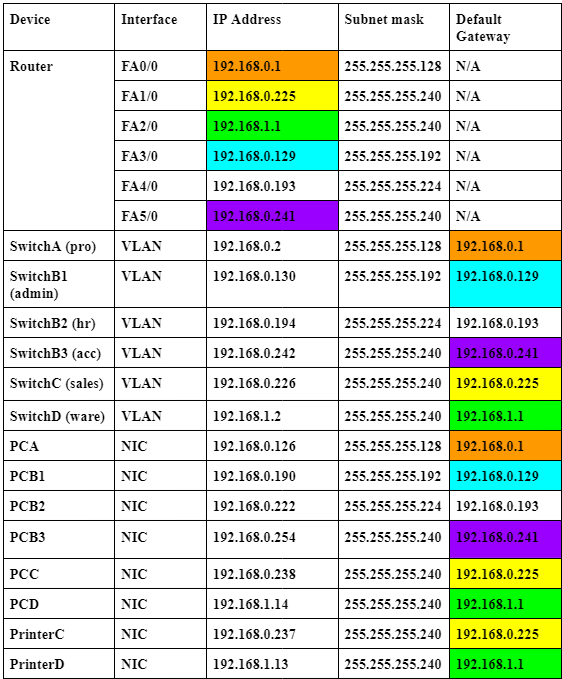 Device Interface IP Address Subnet mask Default
Gateway
Router FA0/0 192.168.0.1 255.255.255.128 N/A
FA1/0 192.168.0.225 255.255.255.240 N/A
FA2/0 192.168.1.1 255.255.255.240 N/A
FA3/0 192.168.0.129 255.255.255.192 N/A
FA4/0 192.168.0.193 255.255.255.224 N/A
FA5/0 192.168.0.241 255.255.255.240 N/A
SwitchA (pro) VLAN 192.168.0.2 255.255.255.128 192.168.0.1
SwitchB1 VLAN 192.168.0.130 255.255.255.192 192.168.0.129
(admin)
SwitchB2 (hr) VLAN 192.168.0.194 255.255.255.224 192.168.0.193
SwitchB3 (acc) VLAN 192.168.0.242 255.255.255.240 192.168.0.241
SwitchC (sales) VLAN 192.168.0.226 255.255.255.240 192.168.0.225
SwitchD (ware) VLAN 192.168.1.2 255.255.255.240 192.168.1.1
PCA NIC 192.168.0.126 255.255.255.128 192.168.0.1
PCB1 NIC 192.168.0.190 255.255.255.192 192.168.0.129
PCB2 NIC 192.168.0.222 255.255.255.224 192.168.0.193
PCB3 NIC 192.168.0.254 255.255.255.240 192.168.0.241
PCC NIC 192.168.0.238 255.255.255.240 192.168.0.225
PCD NIC 192.168.1.14 255.255.255.240 192.168.1.1
PrinterC NIC 192.168.0.237 255.255.255.240 192.168.0.225
PrinterD NIC 192.168.1.13 255.255.255.240 192.168.1.1